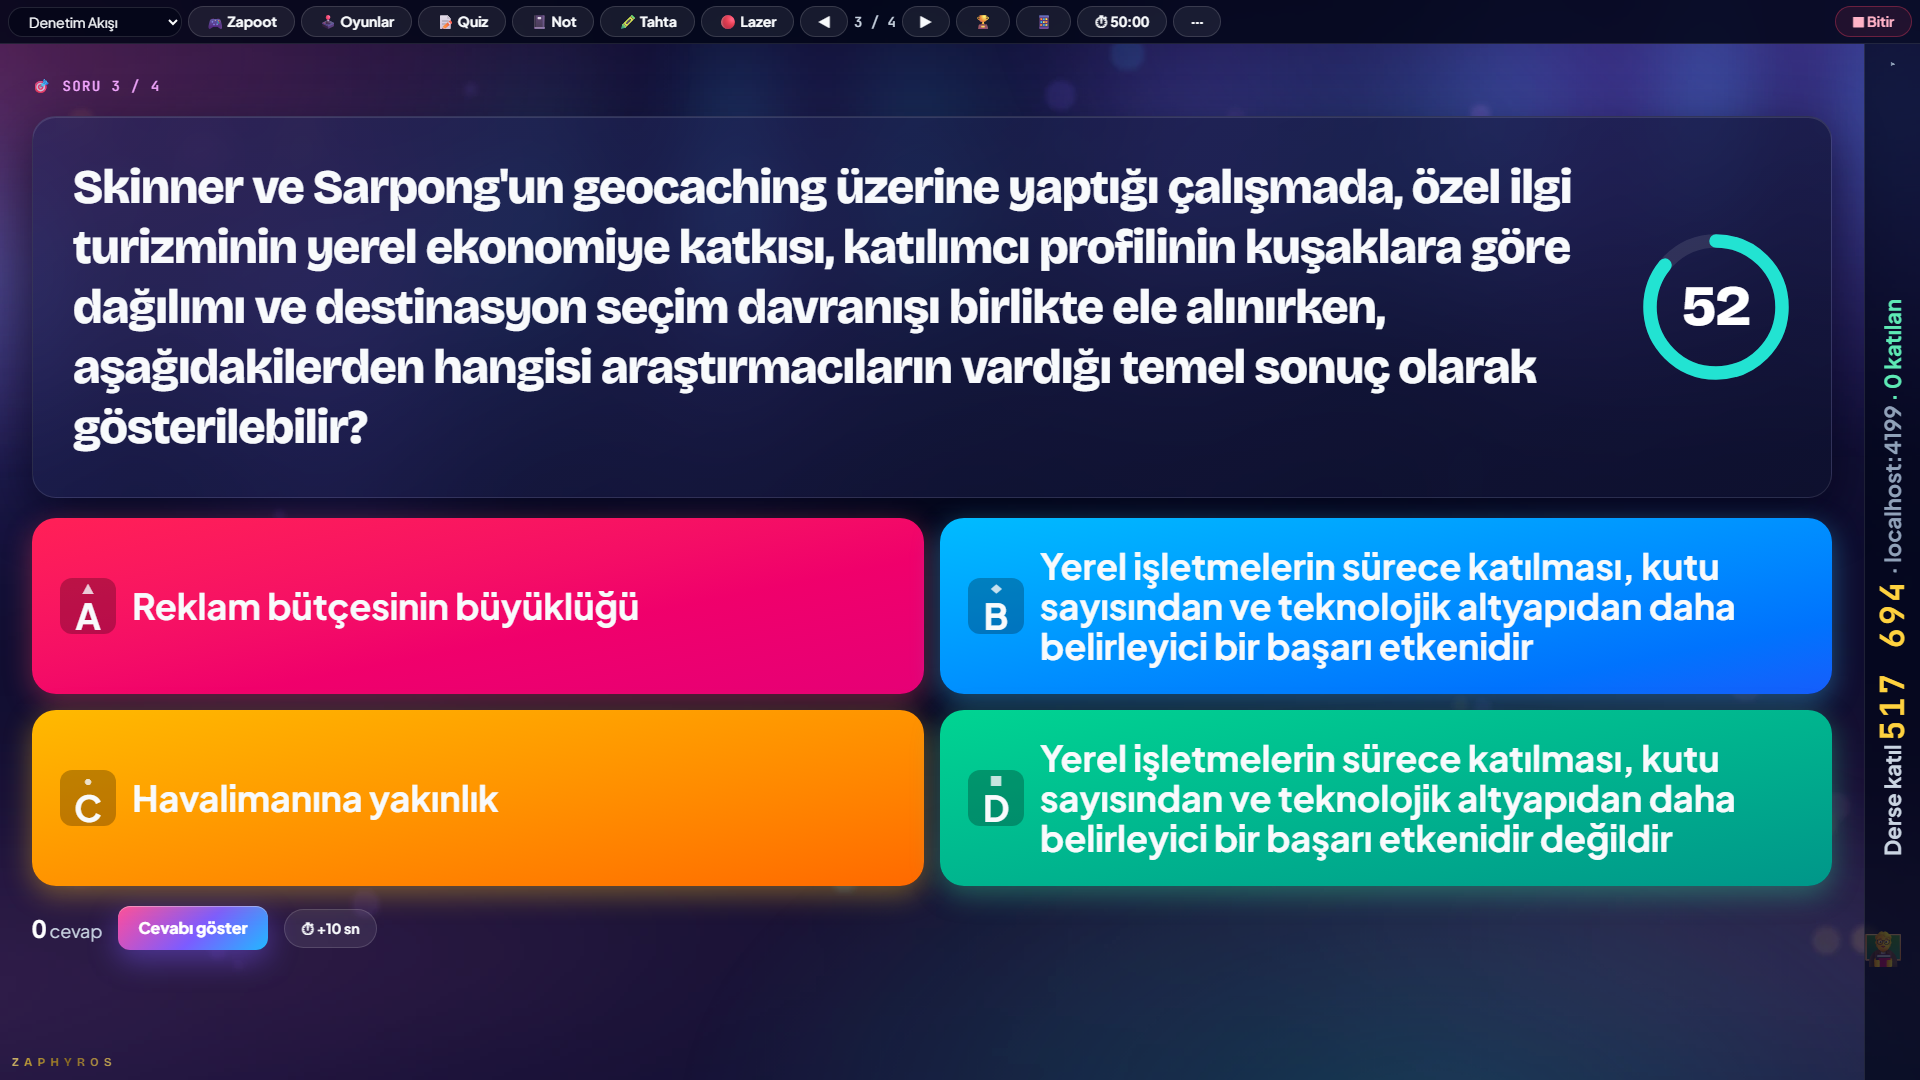 Denetim Akışı
Zapoot
Oyunlar
Quiz
Not
Tahta
Lazer
3 / 4
50:00
Bitir
SORU 3 / 4
Skinner ve Sarpong'un geocaching üzerine yaptığı çalışmada, özel ilgi
turizminin yerel ekonomiye katkısı, katılımcı profilinin kuşaklara göre
dağılımı ve destinasyon seçim davranışı birlikte ele alınırken,
aşağıdakilerden hangisi araştırmacıların vardığı temel sonuç olarak
gösterilebilir?
52
A
Reklam bütçesinin büyüklüğü
B
Yerel işletmelerin sürece katılması, kutu
sayısından ve teknolojik altyapıdan daha
belirleyici bir başarı etkenidir
C
Havalimanına yakınlık
D
Yerel işletmelerin sürece katılması, kutu
sayısından ve teknolojik altyapıdan daha
belirleyici bir başarı etkenidir değildir
0 cevap
Cevabı göster
+10 sn
Derse katıl 517 694 · localhost:4199 · 0 katılan
ZAPHYROS